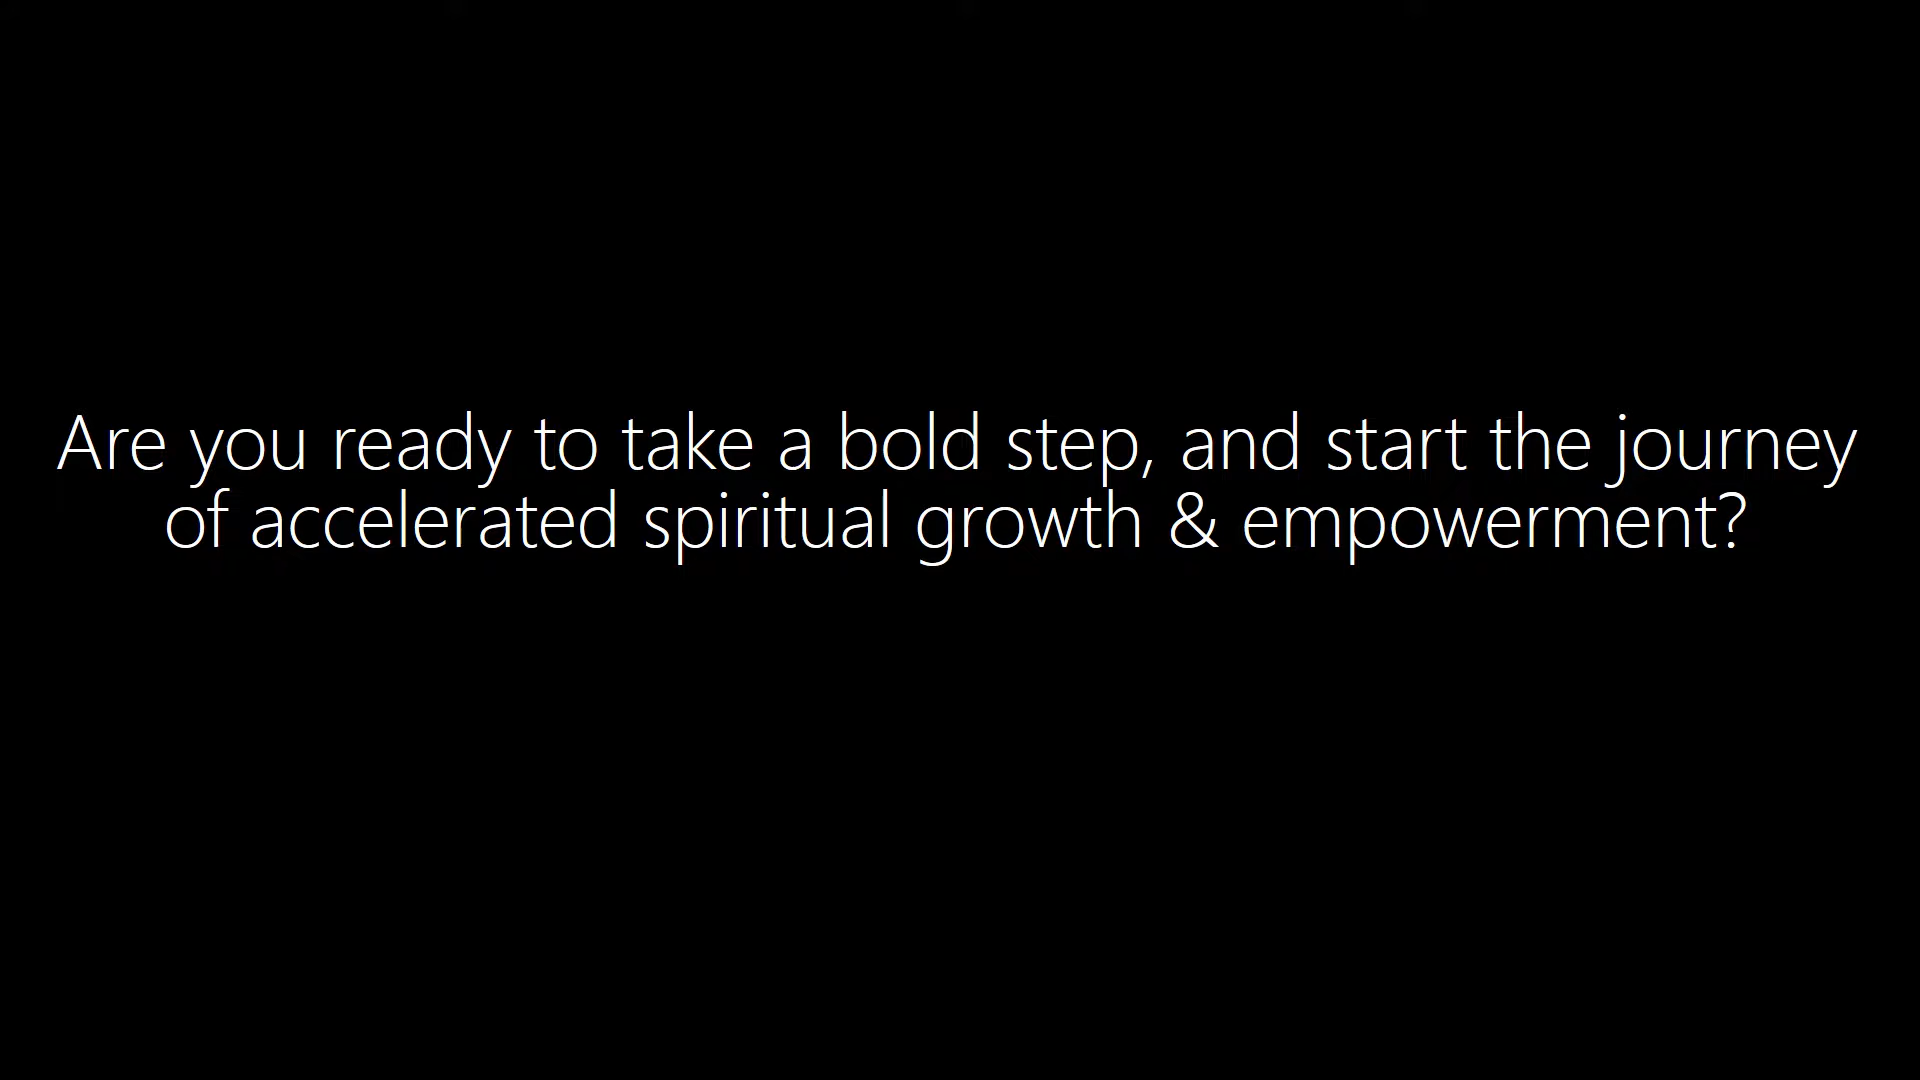 Are you ready to take a bold step, and start the journey
of accelerated spiritual growth & empowerment?